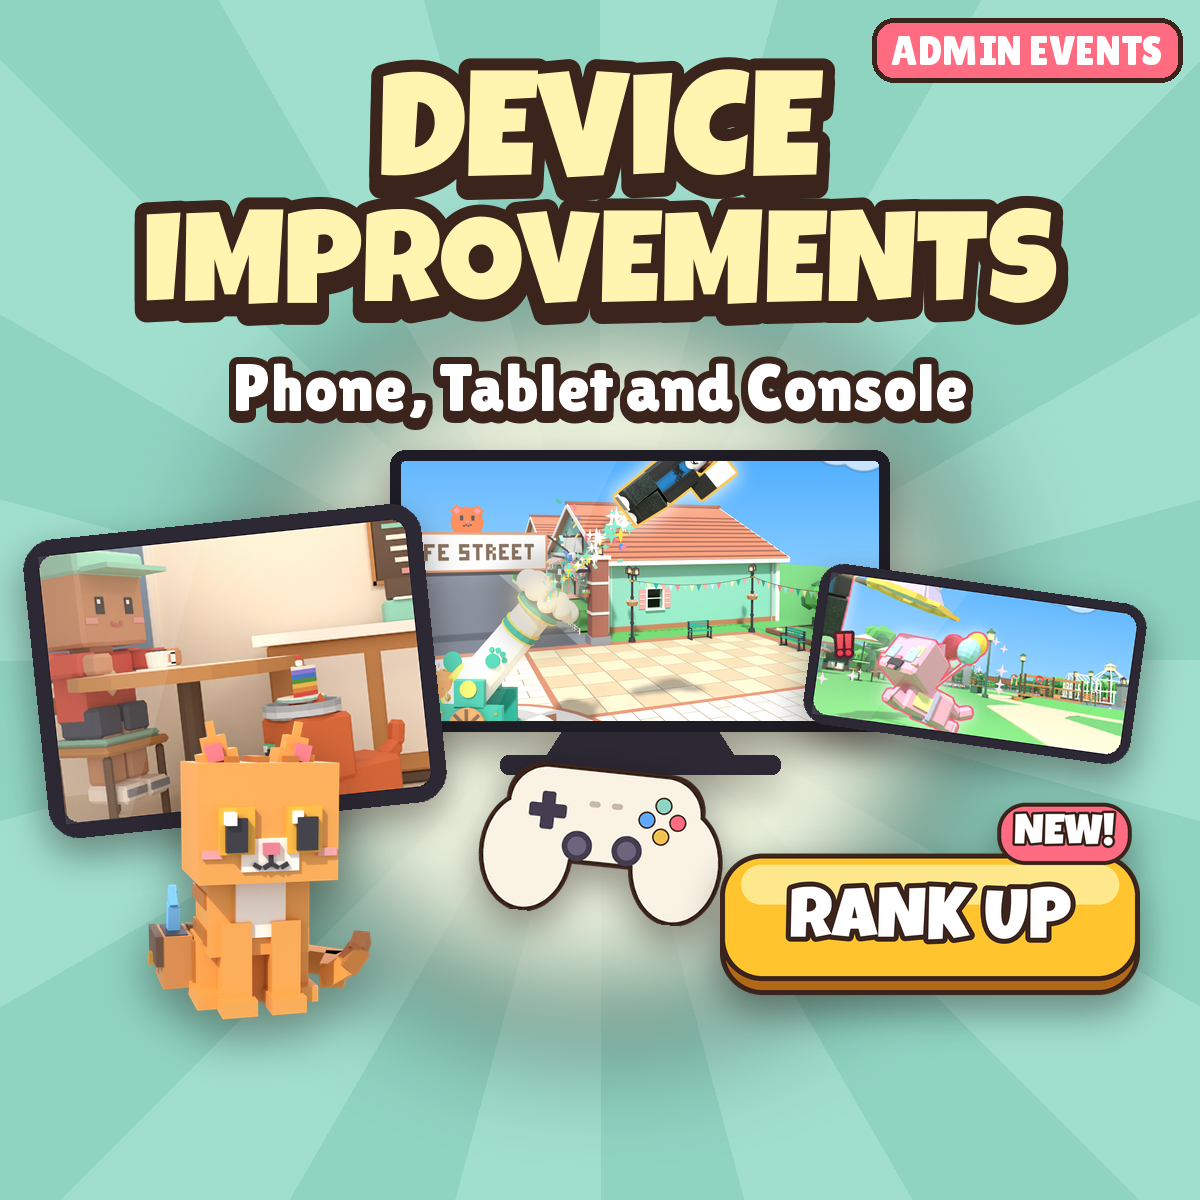 ADMIN EVENTS
DEVICE
IMPROVEMENTS
Phone, Tablet and Console
FE STREET
!!
NEW!
RANK UP